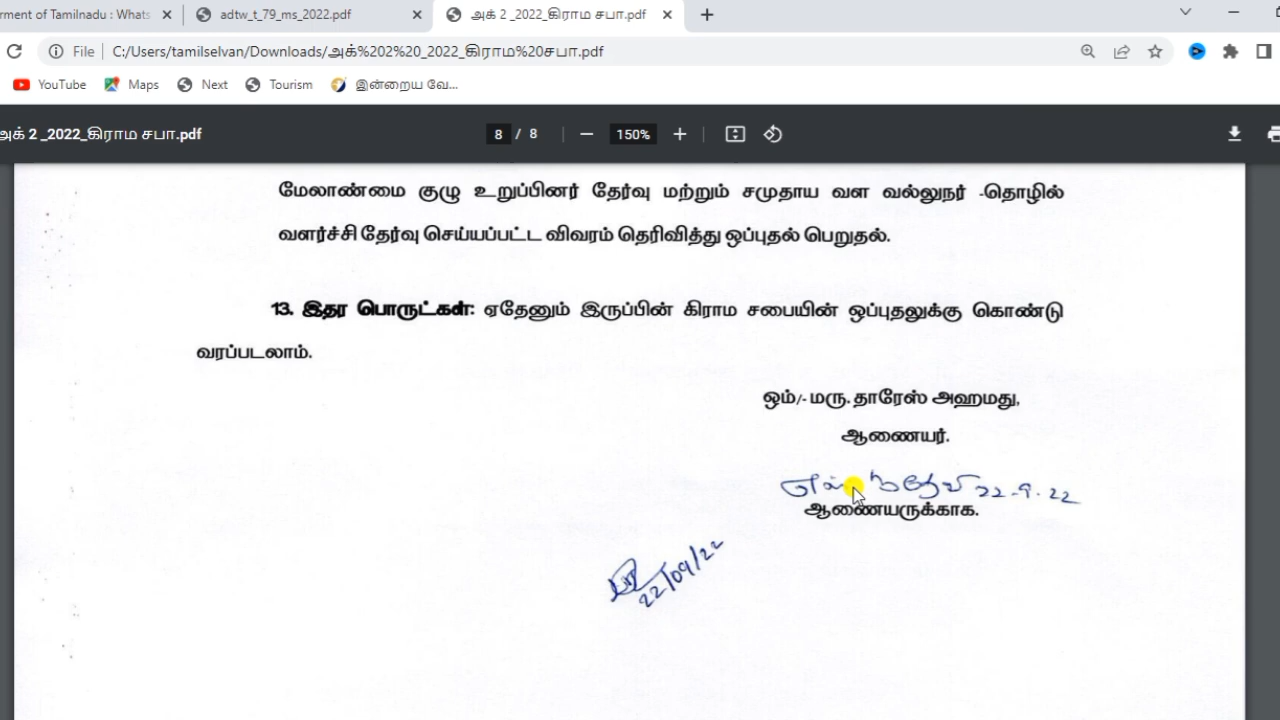 rment of Tamilnadu : Whats
adtw_t_79_ms_2022.pdf
அக் 2 _2022_கிராம சபா.pdf
File
C:/Users/tamilselvan/Downloads/அக்%202%20_2022_கிராம%20சபா.pdf
YouTube
Maps
Next
Tourism
இன்றைய வே...
அக் 2 _2022_கிராம சபா.pdf
8 / 8
150%
மேலாண்மை குழு உறுப்பினர் தேர்வு மற்றும் சமுதாய வள வல்லுநர் -தொழில்
வளர்ச்சி தேர்வு செய்யப்பட்ட விவரம் தெரிவித்து ஒப்புதல் பெறுதல்.
13. இதர பொருட்கள்: ஏதேனும் இருப்பின் கிராம சபையின் ஒப்புதலுக்கு கொண்டு
வரப்படலாம்.
ஒம்/- மரு. தாரேஸ் அஹமது,
ஆணையர்.
22-9-22
ஆணையருக்காக.
22/09/22